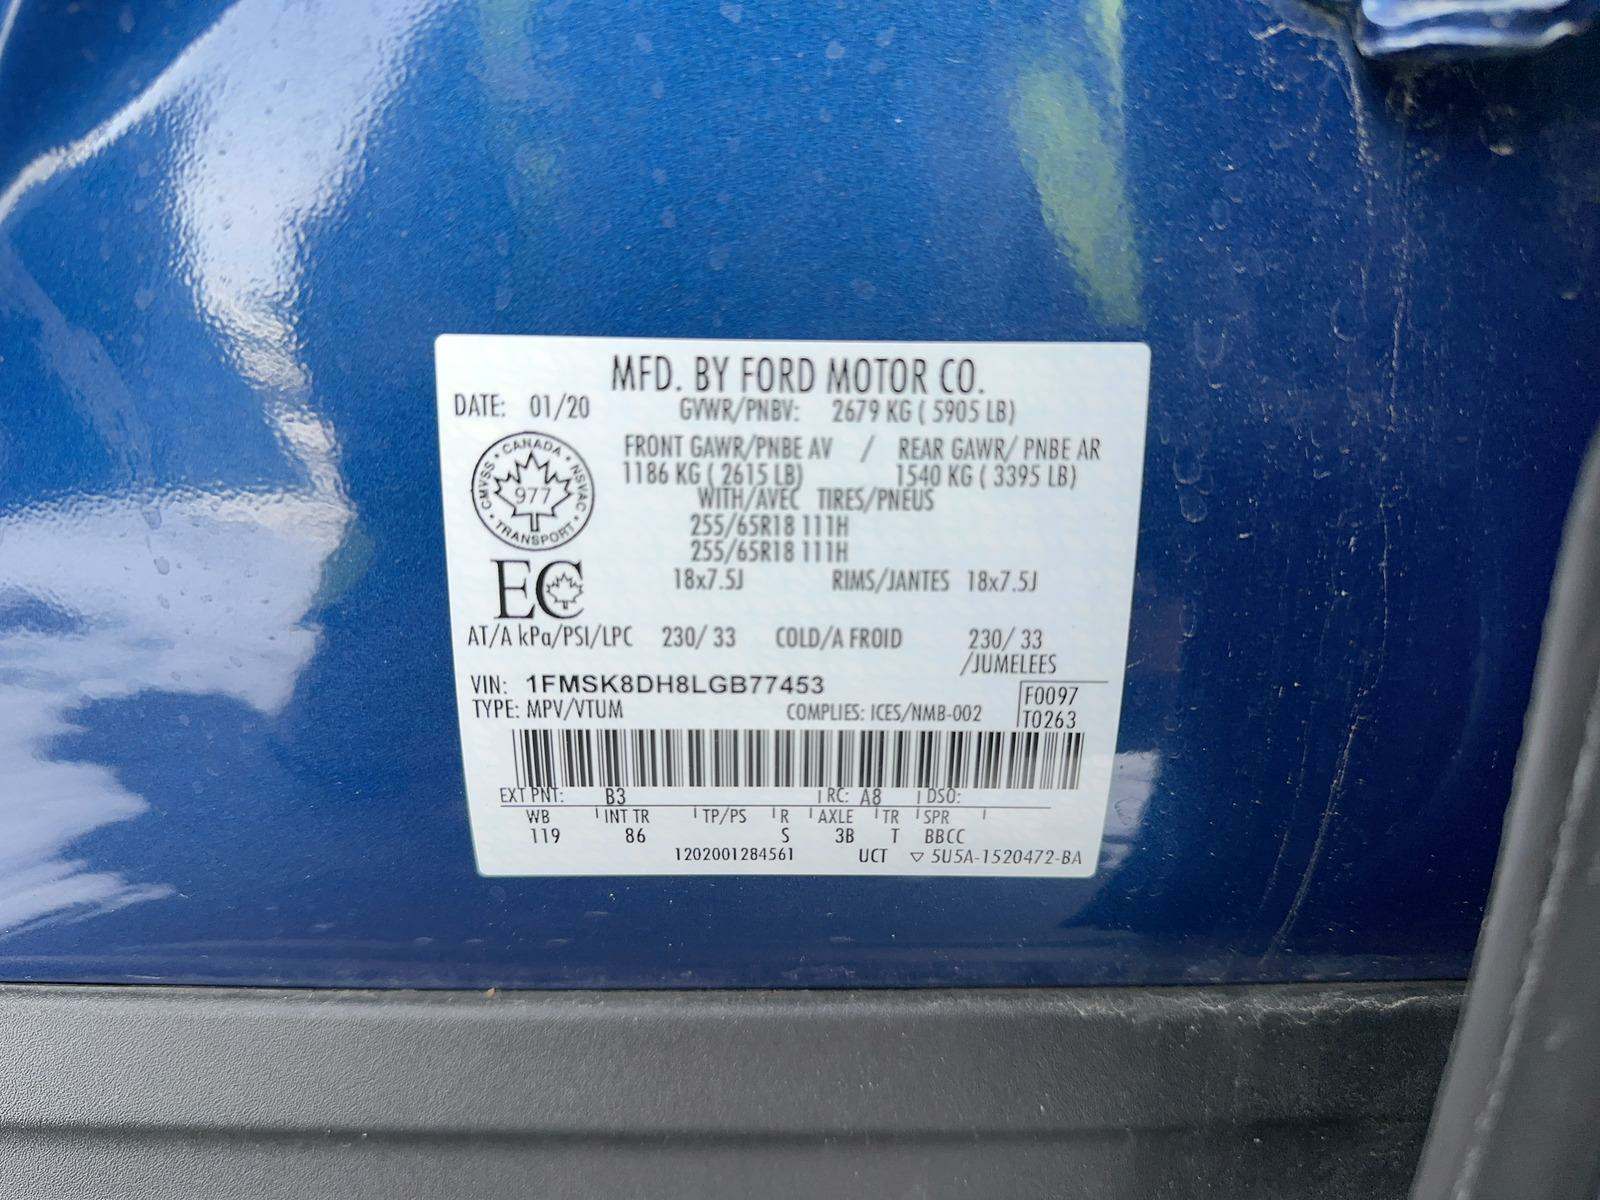 MFD. BY FORD MOTOR CO.
DATE: 01/20 GVWR/PNBV: 2679 KG ( 5905 LB)
FRONT GAWR/PNBE AV / REAR GAWR/ PNBE AR
1186 KG ( 2615 LB) 1540 KG ( 3395 LB)
WITH/AVEC TIRES/PNEUS
255/65R18 111H
255/65R18 111H
18x7.5J RIMS/JANTES 18x7.5J
CANADA
CMVSS 977 NSVAC
TRANSPORT
EC
AT/A kPa/PSI/LPC 230/ 33 COLD/A FROID 230/ 33
/JUMELEES
VIN: 1FMSK8DH8LGB77453 F0097
TYPE: MPV/VTUM COMPLIES: ICES/NMB-002 T0263
EXT PNT: B3 RC: A8 DSO:
WB INT TR TP/PS R AXLE TR SPR
119 86 S 3B T BBCC
1202001284561 UCT ▽ 5U5A-1520472-BA